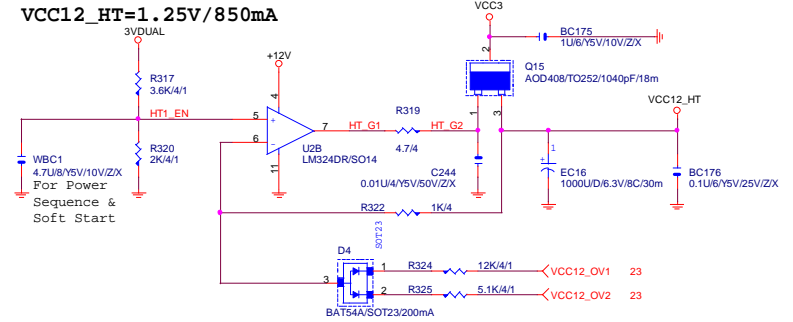 VCC12_HT=1.25V/850mA
3VDUAL
R317
3.6K/4/1
HT1_EN
R320
2K/4/1
WBC1
4.7U/8/Y5V/10V/Z/X
For Power
Sequence &
Soft Start
+12V
4
5
+
6
-
7
11
U2B
LM324DR/SO14
HT_G1
R319
4.7/4
HT_G2
C244
0.01U/4/Y5V/50V/Z/X
VCC3
BC175
1U/6/Y5V/10V/Z/X
2
Q15
AOD408/TO252/1040pF/18m
1
3
VCC12_HT
1
+
EC16
1000U/D/6.3V/8C/30m
BC176
0.1U/6/Y5V/25V/Z/X
R322
1K/4
SOT23
D4
3
1
2
BAT54A/SOT23/200mA
R324
12K/4/1
VCC12_OV1
23
R325
5.1K/4/1
VCC12_OV2
23